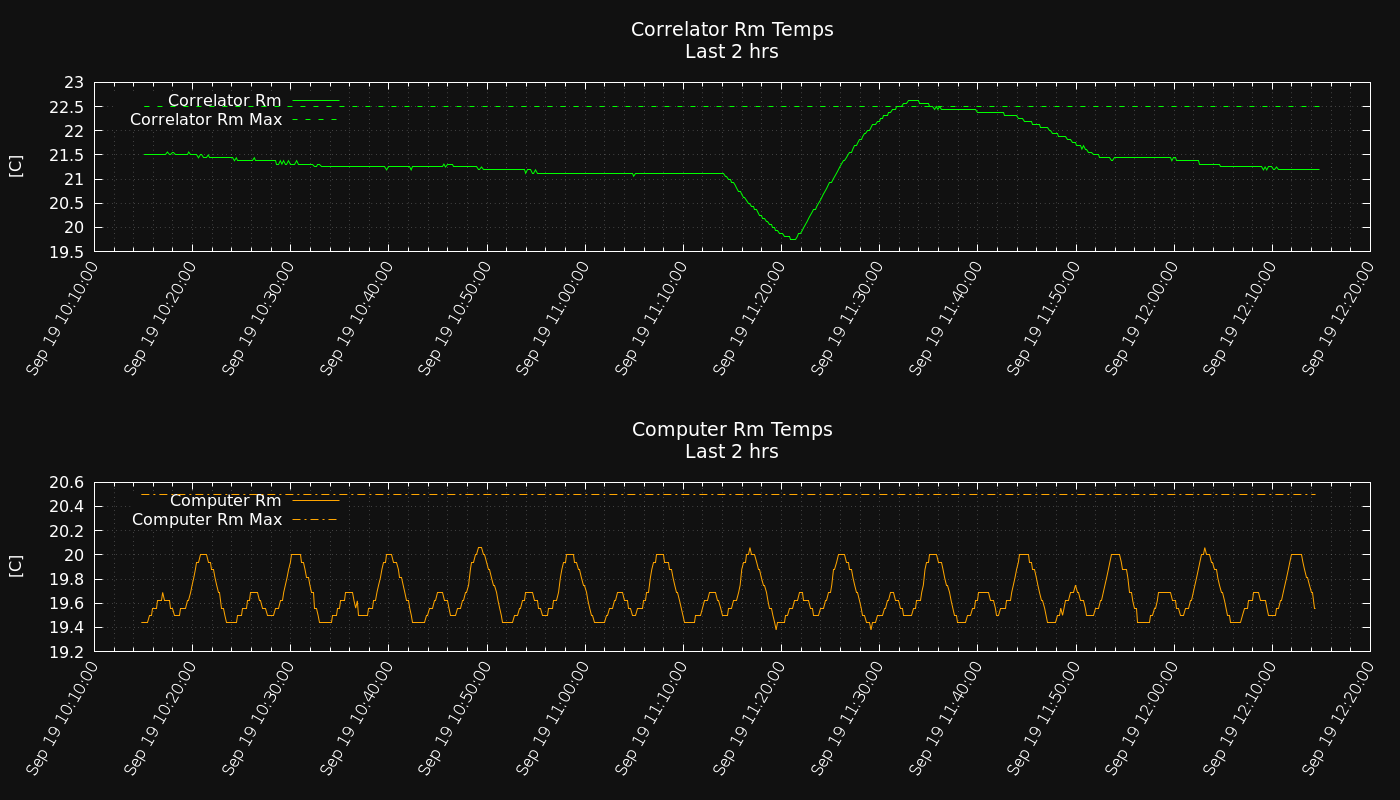 Correlator Rm Temps
Last 2 hrs
23
22.5
22
21.5
21
20.5
20
19.5
[C]
Correlator Rm
Correlator Rm Max
Sep 19 10:10:00
Sep 19 10:20:00
Sep 19 10:30:00
Sep 19 10:40:00
Sep 19 10:50:00
Sep 19 11:00:00
Sep 19 11:10:00
Sep 19 11:20:00
Sep 19 11:30:00
Sep 19 11:40:00
Sep 19 11:50:00
Sep 19 12:00:00
Sep 19 12:10:00
Sep 19 12:20:00
Computer Rm Temps
Last 2 hrs
20.6
20.4
20.2
20
19.8
19.6
19.4
19.2
[C]
Computer Rm
Computer Rm Max
Sep 19 10:10:00
Sep 19 10:20:00
Sep 19 10:30:00
Sep 19 10:40:00
Sep 19 10:50:00
Sep 19 11:00:00
Sep 19 11:10:00
Sep 19 11:20:00
Sep 19 11:30:00
Sep 19 11:40:00
Sep 19 11:50:00
Sep 19 12:00:00
Sep 19 12:10:00
Sep 19 12:20:00